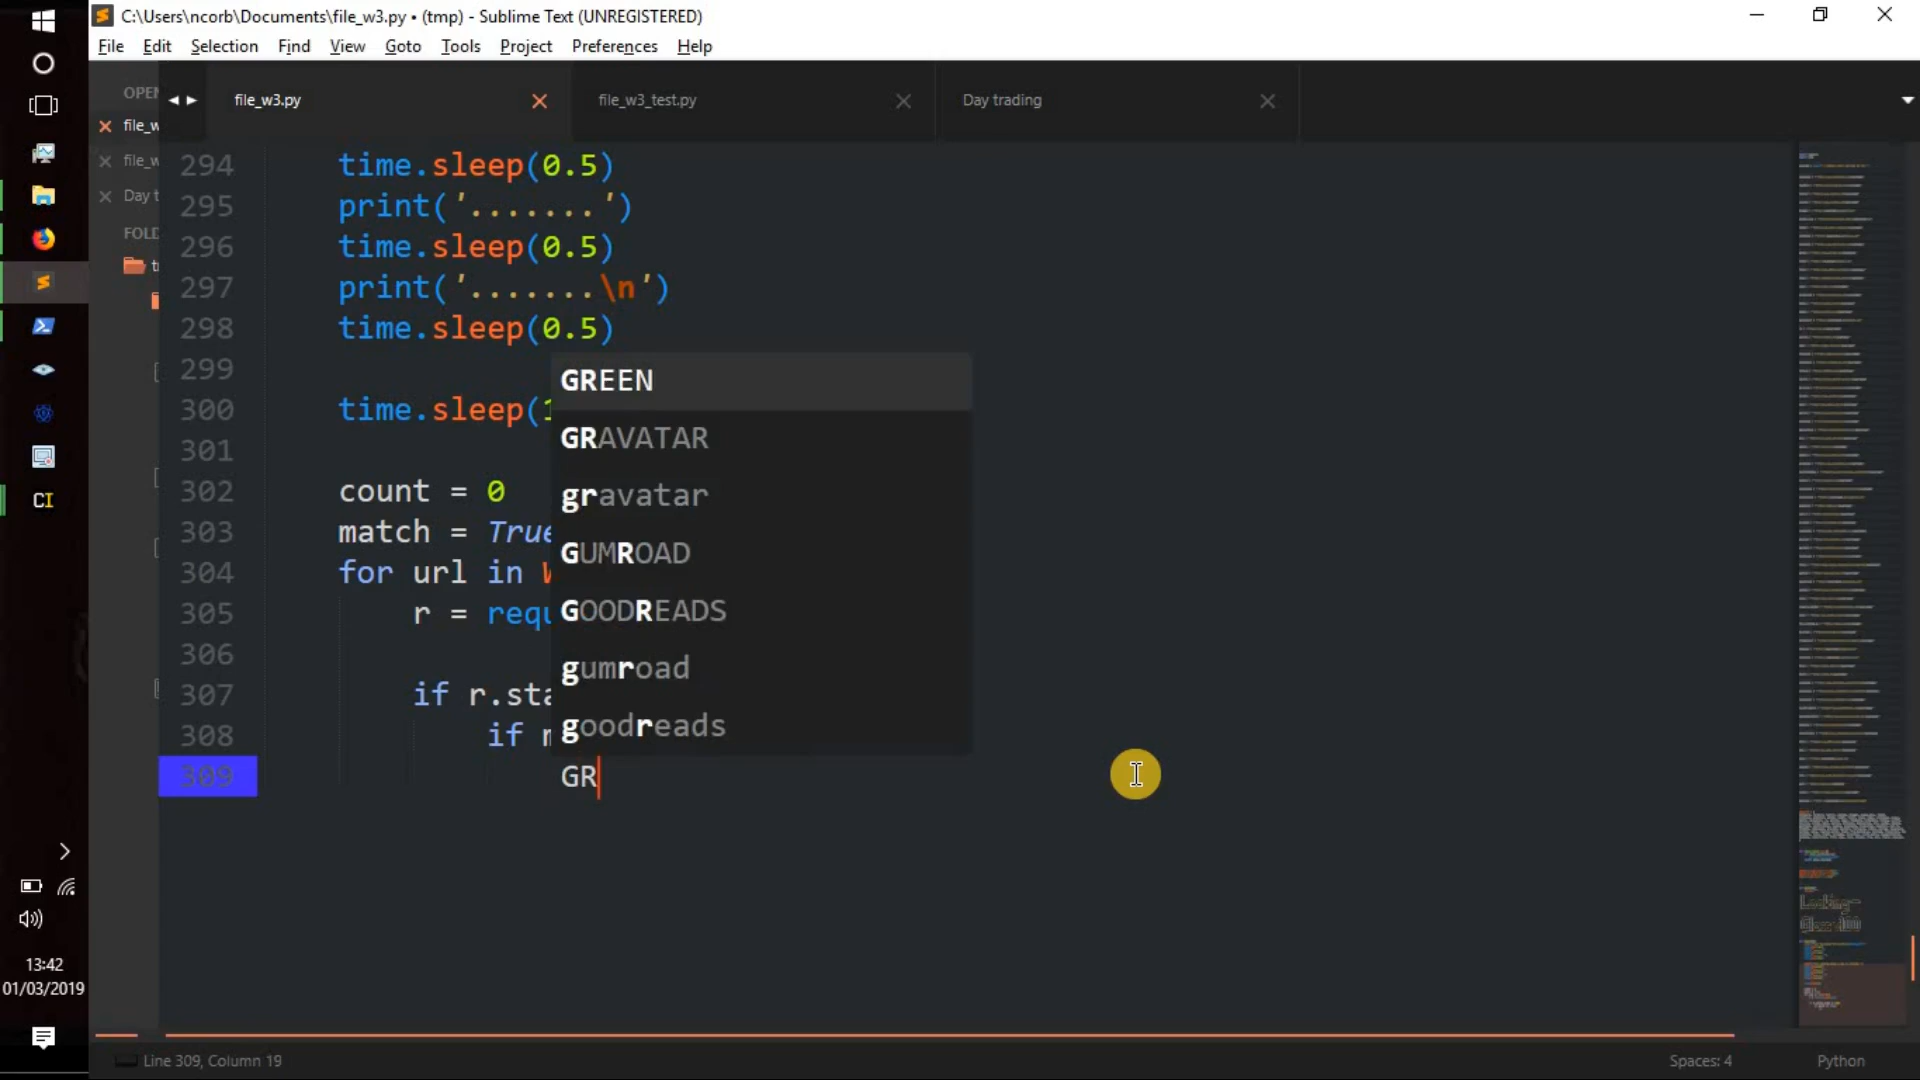 C:\Users\ncorb\Documents\file_w3.py • (tmp) - Sublime Text (UNREGISTERED)
File Edit Selection Find View Goto Tools Project Preferences Help
OPEN
file_w3.py
file_w3_test.py
Day trading
file_w
file_w
Day t
FOLD
294 time.sleep(0.5)
295 print('.......')
296 time.sleep(0.5)
297 print('.......\n')
298 time.sleep(0.5)
299
300 time.sleep(1
301
302 count = 0
303 match = True
304 for url in W
305 r = requ
306
307 if r.sta
308 if m
309 GR
GREEN
GRAVATAR
gravatar
GUMROAD
GOODREADS
gumroad
goodreads
CI
13:42
01/03/2019
Line 309, Column 19
Spaces: 4
Python